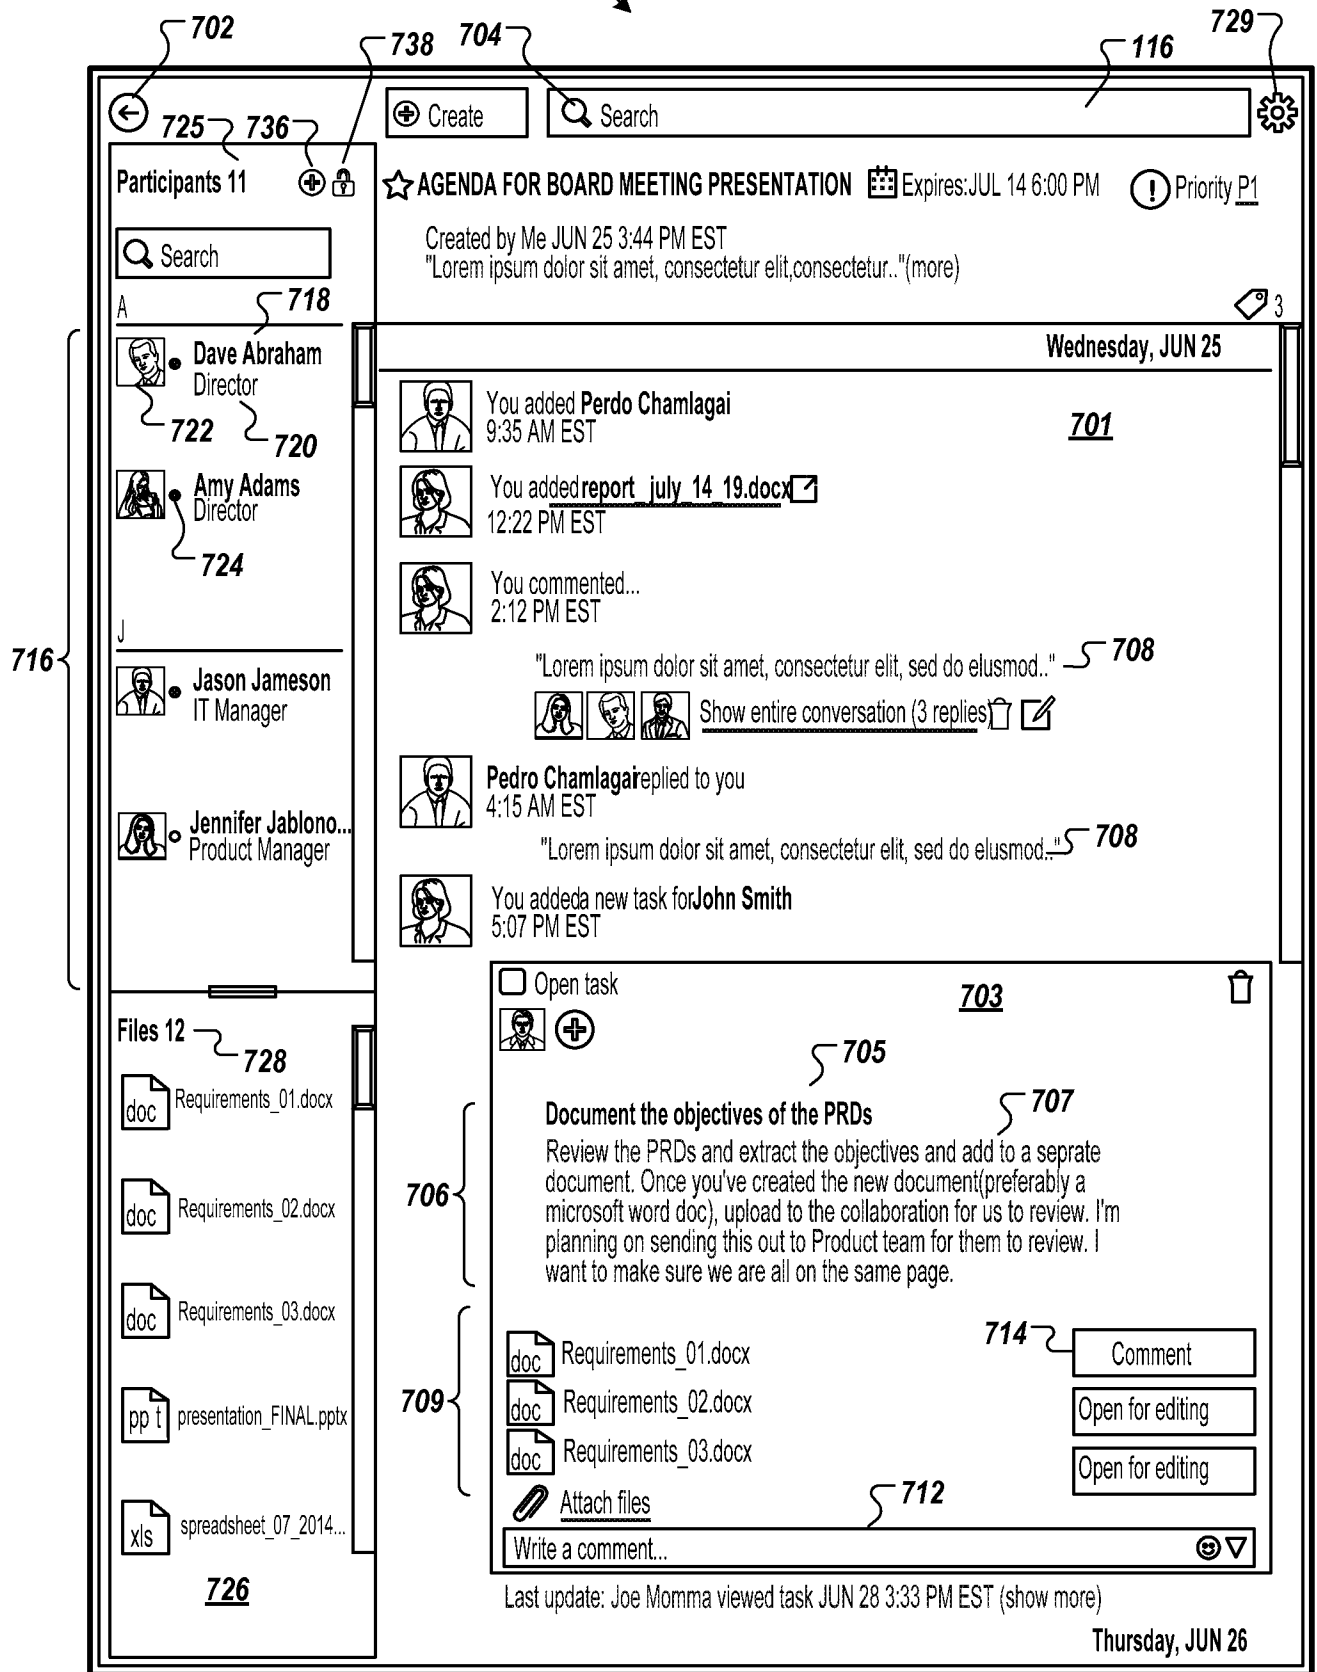 702
738
704
116
729
Create
Search
725
736
Participants 11
AGENDA FOR BOARD MEETING PRESENTATION
Expires:JUL 14 6:00 PM
Priority P1
Created by Me JUN 25 3:44 PM EST
"Lorem ipsum dolor sit amet, consectetur elit,consectetur.."(more)
3
Search
A
718
Dave Abraham
Director
722
720
Amy Adams
Director
724
716
J
Jason Jameson
IT Manager
Jennifer Jablono...
Product Manager
Wednesday, JUN 25
You added Perdo Chamlagai
9:35 AM EST
701
You added report_july_14_19.docx
12:22 PM EST
You commented...
2:12 PM EST
"Lorem ipsum dolor sit amet, consectetur elit, sed do elusmod.."
708
Show entire conversation (3 replies)
Pedro Chamlagai replied to you
4:15 AM EST
"Lorem ipsum dolor sit amet, consectetur elit, sed do elusmod.."
708
You added a new task for John Smith
5:07 PM EST
Files 12
728
doc Requirements_01.docx
doc Requirements_02.docx
doc Requirements_03.docx
pp t presentation_FINAL.pptx
xls spreadsheet_07_2014...
726
Open task
703
705
Document the objectives of the PRDs
707
706
Review the PRDs and extract the objectives and add to a seprate
document. Once you've created the new document(preferably a
microsoft word doc), upload to the collaboration for us to review. I'm
planning on sending this out to Product team for them to review. I
want to make sure we are all on the same page.
709
doc Requirements_01.docx
doc Requirements_02.docx
doc Requirements_03.docx
714
Comment
Open for editing
Open for editing
Attach files
712
Write a comment...
Last update: Joe Momma viewed task JUN 28 3:33 PM EST (show more)
Thursday, JUN 26